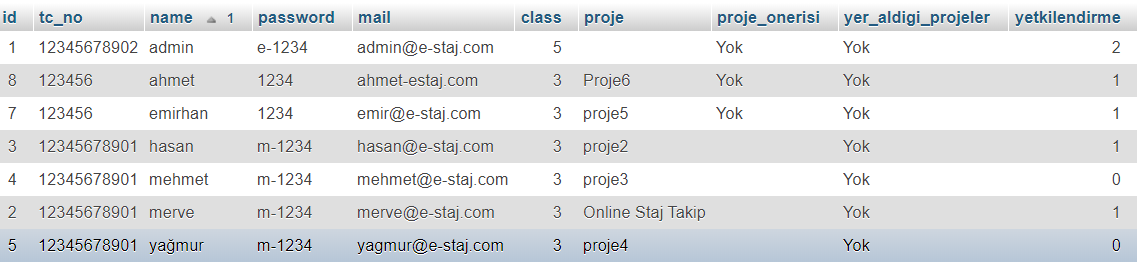 id tc_no name 1 password mail class proje proje_onerisi yer_aldigi_projeler yetkilendirme
1 12345678902 admin e-1234 admin@e-staj.com 5 Yok Yok 2
8 123456 ahmet 1234 ahmet-estaj.com 3 Proje6 Yok Yok 1
7 123456 emirhan 1234 emir@e-staj.com 3 proje5 Yok Yok 1
3 12345678901 hasan m-1234 hasan@e-staj.com 3 proje2 Yok 1
4 12345678901 mehmet m-1234 mehmet@e-staj.com 3 proje3 Yok 0
2 12345678901 merve m-1234 merve@e-staj.com 3 Online Staj Takip Yok 1
5 12345678901 yağmur m-1234 yagmur@e-staj.com 3 proje4 Yok 0